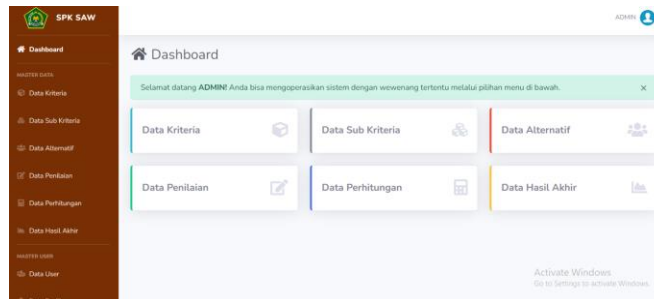 SPK SAW
ADMIN
Dashboard
MASTER DATA
Data Kriteria
Data Sub Kriteria
Data Alternatif
Data Penilaian
Data Perhitungan
Data Hasil Akhir
MASTER USER
Data User
Dashboard
Selamat datang ADMIN! Anda bisa mengoperasikan sistem dengan wewenang tertentu melalui pilihan menu di bawah.
×
Data Kriteria
Data Sub Kriteria
Data Alternatif
Data Penilaian
Data Perhitungan
Data Hasil Akhir
Activate Windows
Go to Settings to activate Windows.